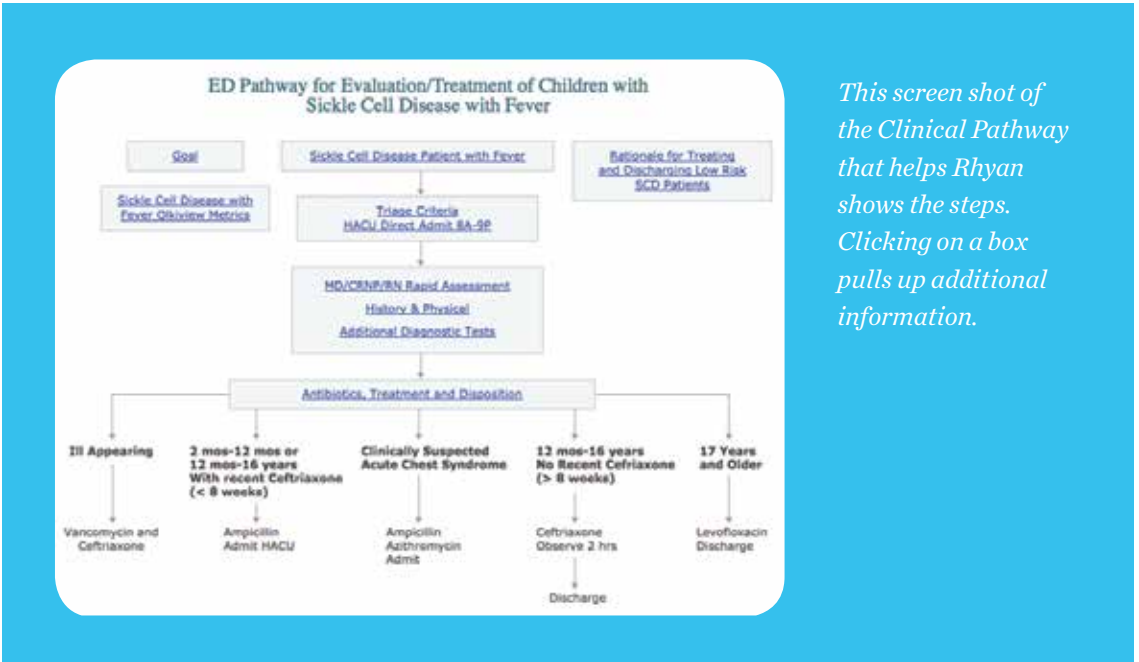 ED Pathway for Evaluation/Treatment of Children with
Sickle Cell Disease with Fever
Goal
Sickle Cell Disease Patient with Fever
Rationale for Treating
and Discharging Low Risk
SCD Patients
Sickle Cell Disease with
Fever Qlikview Metrics
Triage Criteria
HACU Direct Admit 8A-9P
MD/CRNP/RN Rapid Assessment
History & Physical
Additional Diagnostic Tests
Antibiotics, Treatment and Disposition
Ill Appearing
2 mos-12 mos or
12 mos-16 years
With recent Ceftriaxone
(< 8 weeks)
Clinically Suspected
Acute Chest Syndrome
12 mos-16 years
No Recent Cefriaxone
(> 8 weeks)
17 Years
and Older
Vancomycin and
Ceftriaxone
Ampicillin
Admit HACU
Ampicillin
Azithromycin
Admit
Ceftriaxone
Observe 2 hrs
Levofloxacin
Discharge
Discharge
This screen shot of
the Clinical Pathway
that helps Rhyan
shows the steps.
Clicking on a box
pulls up additional
information.